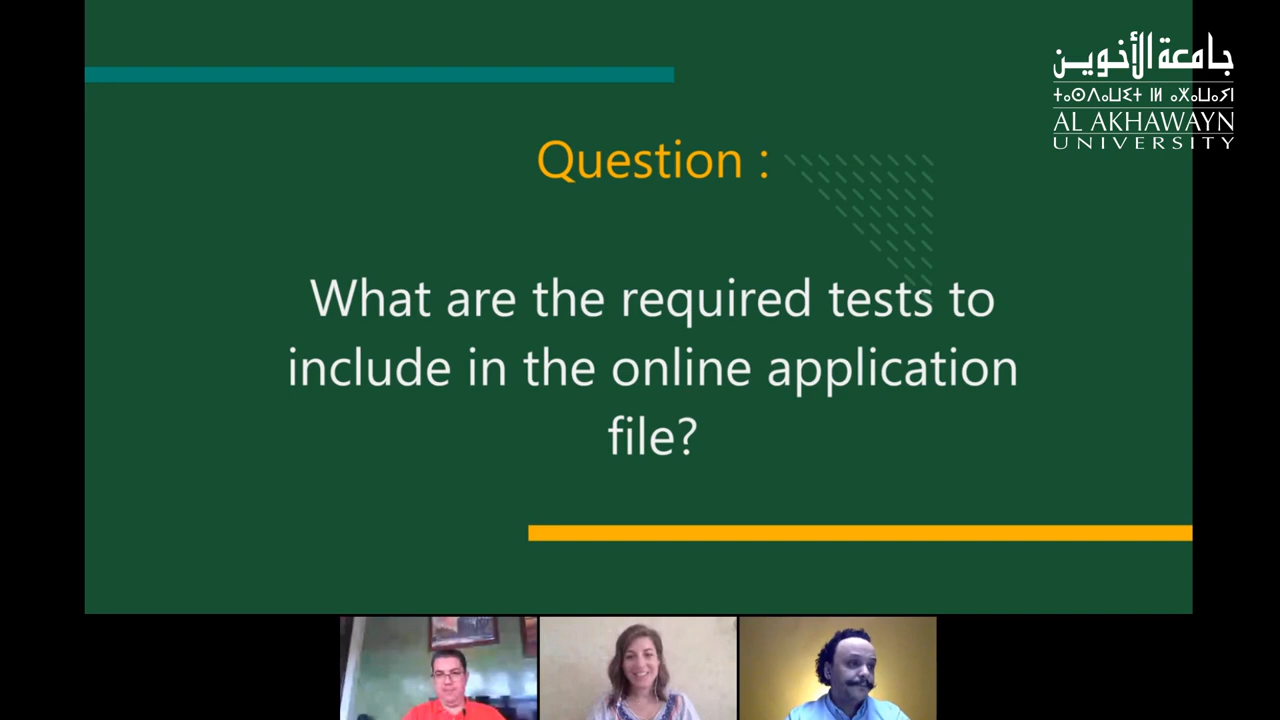 جامعة الأخوين
ⵜⴰⵙⴷⴰⵡⵉⵜ ⵏ ⴰⵅⴰⵡⴰⵢⵏ
AL AKHAWAYN
UNIVERSITY
Question :
What are the required tests to
include in the online application
file?